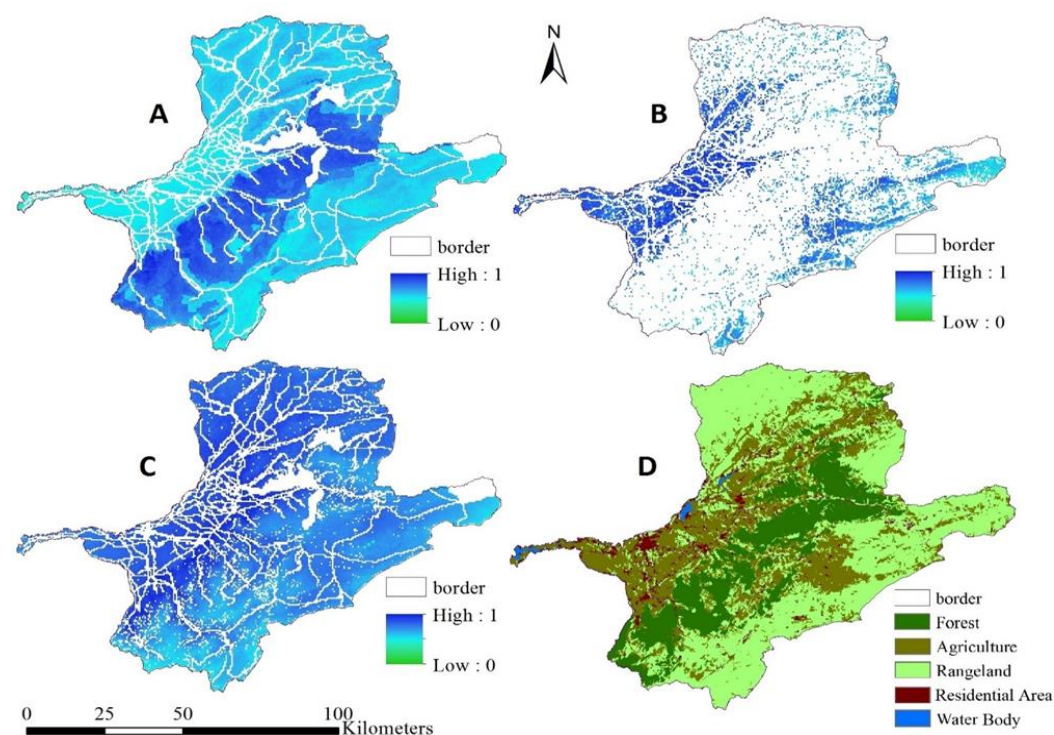 N
A
B
border
High : 1
Low : 0
border
High : 1
Low : 0
C
D
border
High : 1
Low : 0
border
Forest
Agriculture
Rangeland
Residential Area
Water Body
0 25 50 100
Kilometers